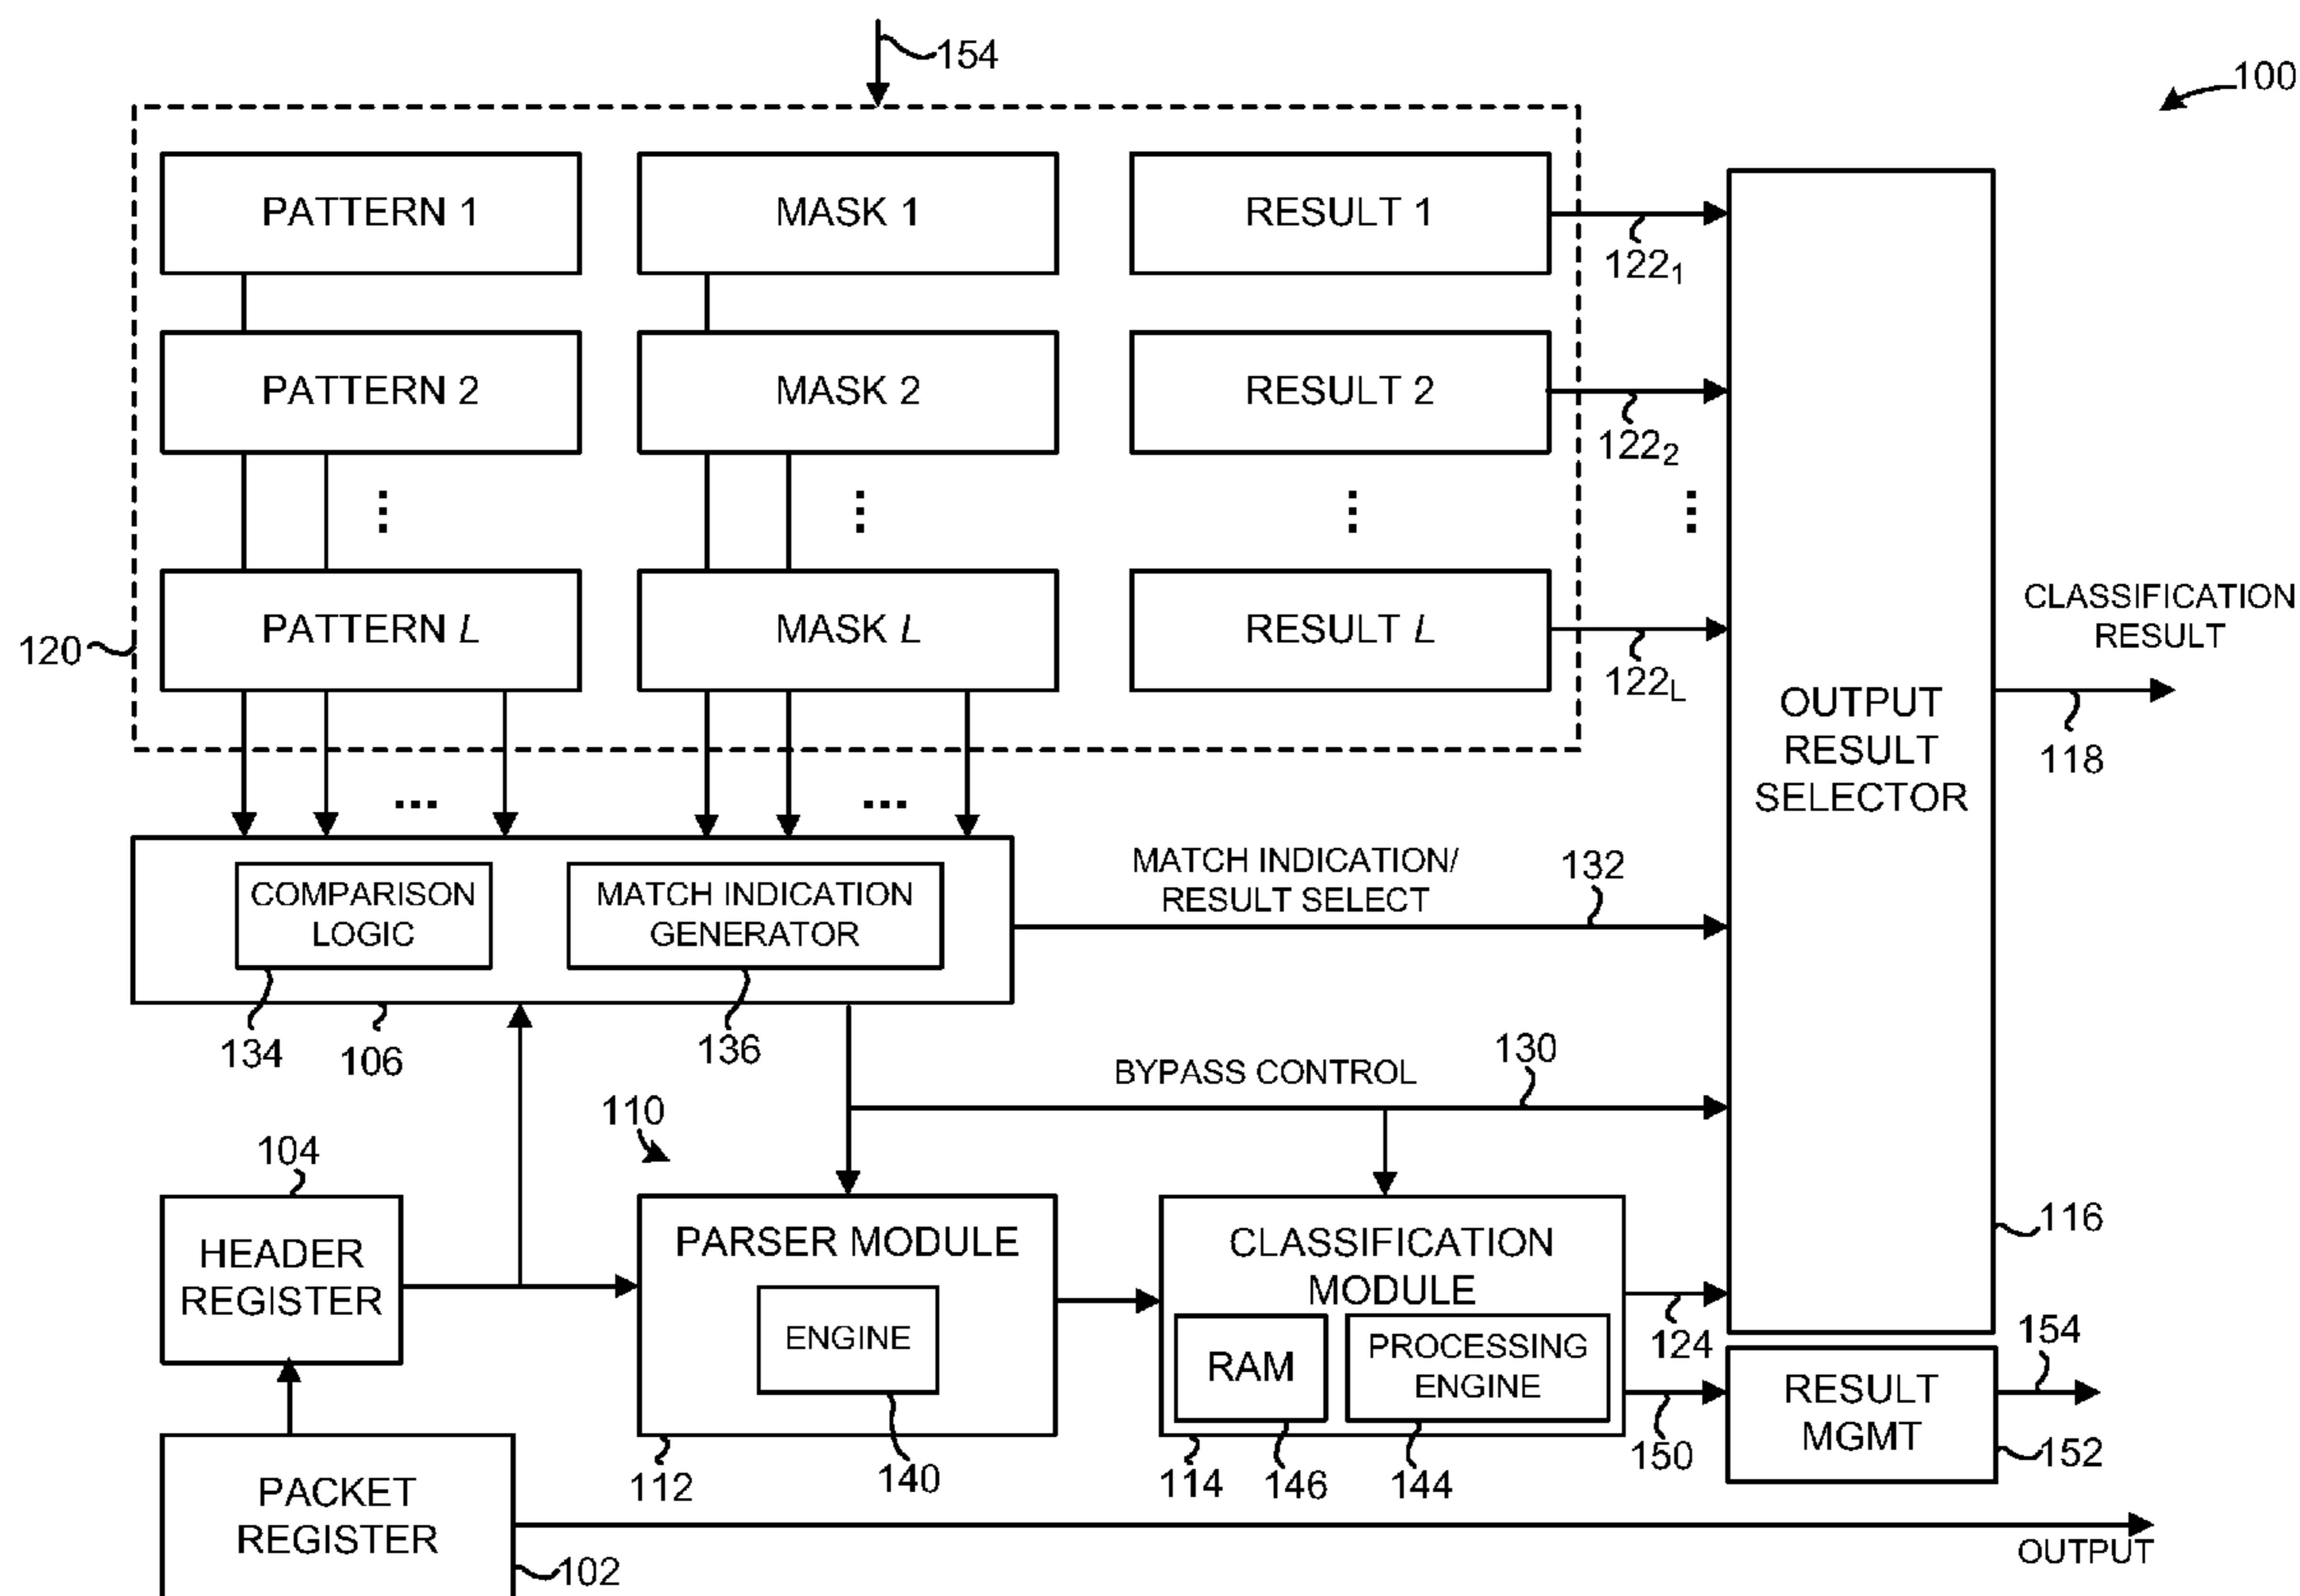 154
100
PATTERN 1
MASK 1
RESULT 1
122₁
PATTERN 2
MASK 2
RESULT 2
122₂
...
...
...
...
PATTERN L
MASK L
RESULT L
122L
120
CLASSIFICATION
RESULT
118
OUTPUT
RESULT
SELECTOR
...
...
COMPARISON
LOGIC
MATCH INDICATION
GENERATOR
MATCH INDICATION/
RESULT SELECT
132
134
106
136
BYPASS CONTROL
130
110
104
HEADER
REGISTER
PARSER MODULE
ENGINE
CLASSIFICATION
MODULE
RAM
PROCESSING
ENGINE
116
124
154
RESULT
MGMT
150
152
112
140
114
146
144
PACKET
REGISTER
102
OUTPUT